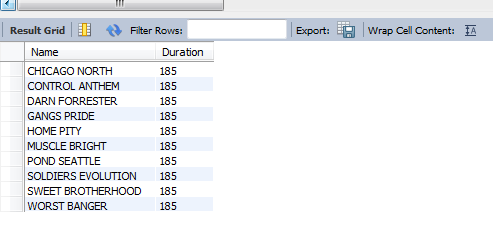 Result Grid Filter Rows: Export: Wrap Cell Content:
Name Duration
CHICAGO NORTH 185
CONTROL ANTHEM 185
DARN FORRESTER 185
GANGS PRIDE 185
HOME PITY 185
MUSCLE BRIGHT 185
POND SEATTLE 185
SOLDIERS EVOLUTION 185
SWEET BROTHERHOOD 185
WORST BANGER 185